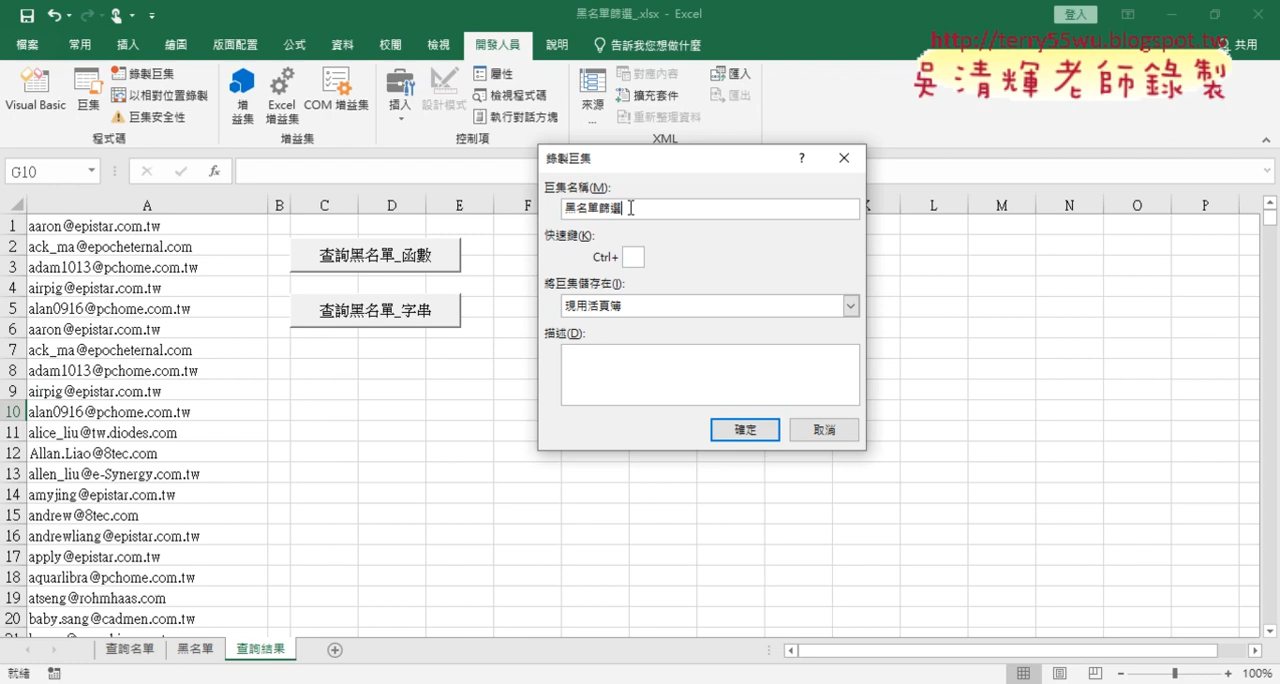 黑名單篩選_.xlsx - Excel
登入
檔案 常用 插入 繪圖 版面配置 公式 資料 校閱 檢視 開發人員 說明 告訴我您想做什麼 共用
http://terry55wu.blogspot.tw
吳清輝老師錄製
Visual Basic
巨集
錄製巨集
以相對位置錄製
巨集安全性
程式碼
增益集
Excel 增益集
COM 增益集
增益集
插入
設計模式
屬性
檢視程式碼
執行對話方塊
控制項
來源
...
對應內容
擴充套件
重新整理資料
匯入
匯出
XML
G10
fx
A B C D E F K L M N O P
1 aaron@epistar.com.tw
2 ack_ma@epocheternal.com
3 adam1013@pchome.com.tw
4 airpig@epistar.com.tw
5 alan0916@pchome.com.tw
6 aaron@epistar.com.tw
7 ack_ma@epocheternal.com
8 adam1013@pchome.com.tw
9 airpig@epistar.com.tw
10 alan0916@pchome.com.tw
11 alice_liu@tw.diodes.com
12 Allan.Liao@8tec.com
13 allen_liu@e-Synergy.com.tw
14 amyjing@epistar.com.tw
15 andrew@8tec.com
16 andrewliang@epistar.com.tw
17 apply@epistar.com.tw
18 aquarlibra@pchome.com.tw
19 atseng@rohmhaas.com
20 baby.sang@cadmen.com.tw
查詢黑名單_函數
查詢黑名單_字串
錄製巨集
? ×
巨集名稱(M):
黑名單篩選
快速鍵(K):
Ctrl+
將巨集儲存在(I):
現用活頁簿
描述(D):
確定 取消
查詢名單 黑名單 查詢結果
就緒
100%